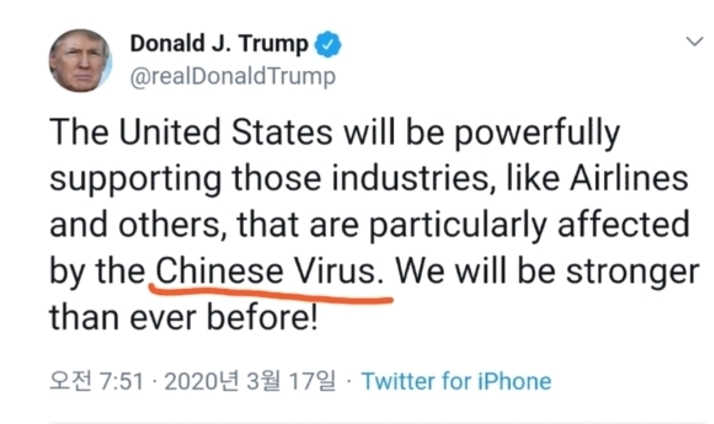 Donald J. Trump
@realDonaldTrump
The United States will be powerfully
supporting those industries, like Airlines
and others, that are particularly affected
by the Chinese Virus. We will be stronger
than ever before!
오전 7:51 · 2020년 3월 17일 · Twitter for iPhone